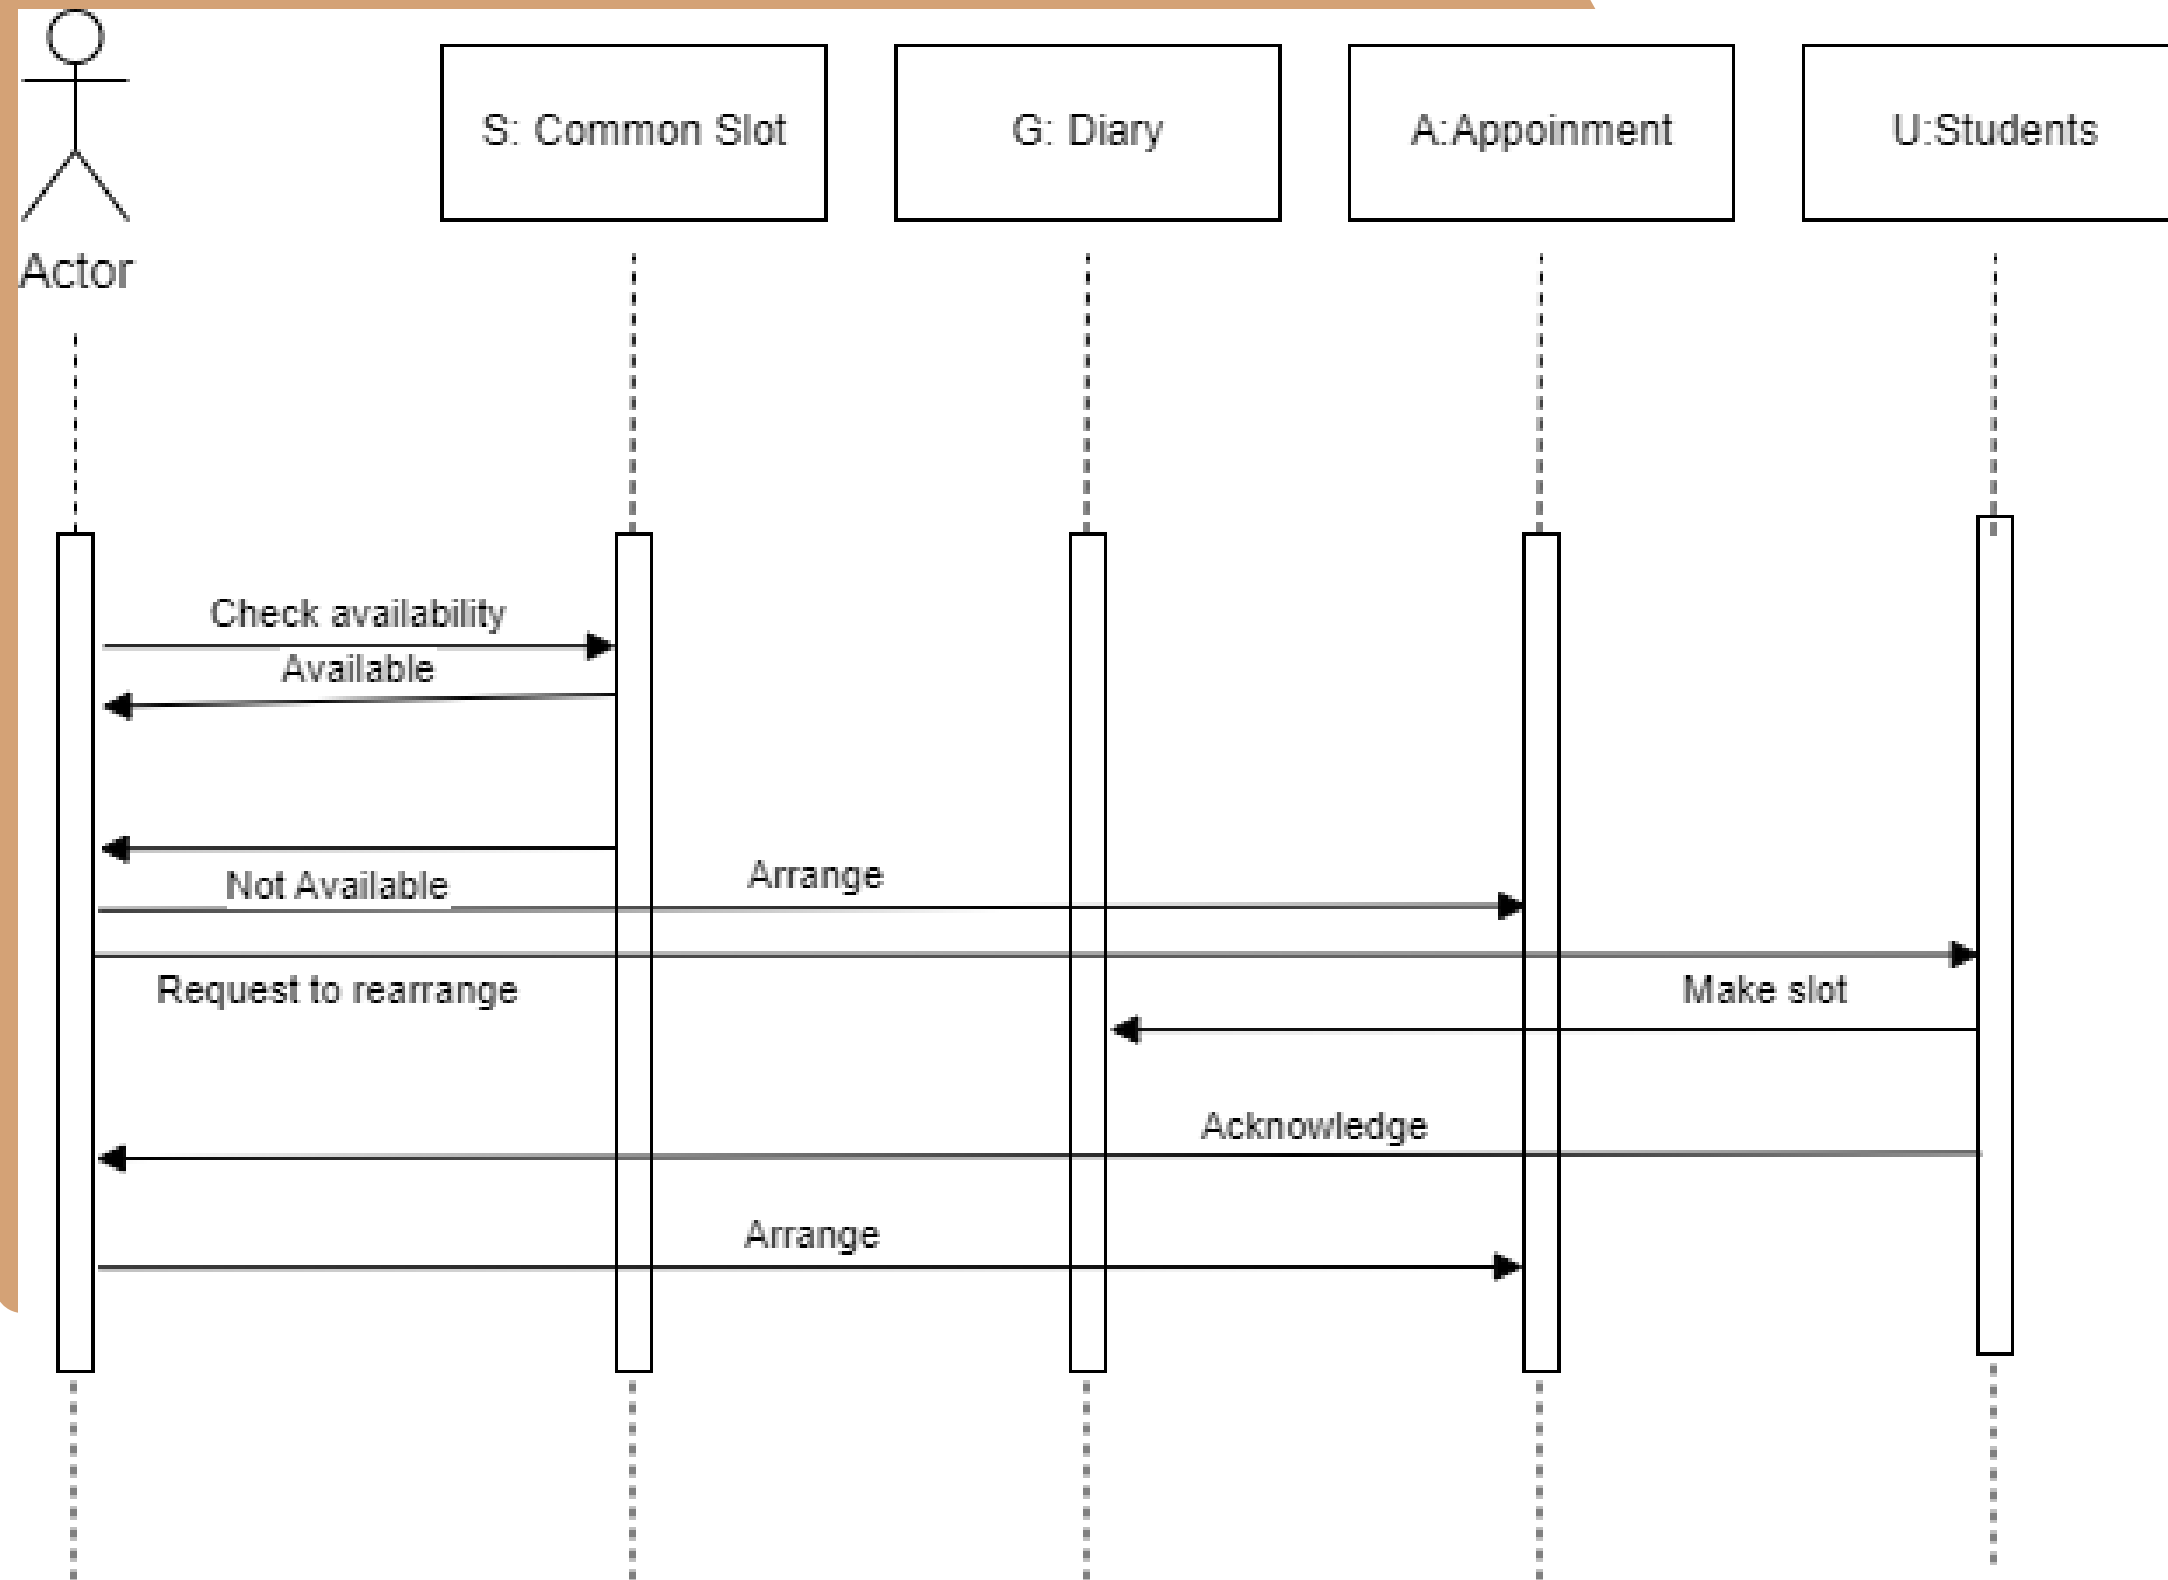 S: Common Slot
G: Diary
A:Appoinment
U:Students
Actor
Check availability
Available
Arrange
Not Available
Request to rearrange
Make slot
Acknowledge
Arrange